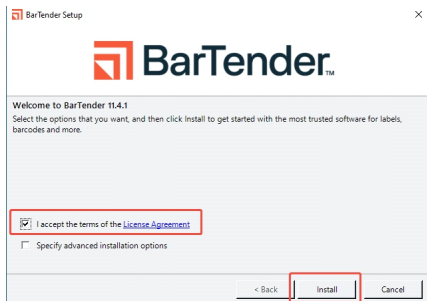 BarTender Setup
BarTender™
Welcome to BarTender 11.4.1
Select the options that you want, and then click Install to get started with the most trusted software for labels,
barcodes and more.
I accept the terms of the License Agreement
Specify advanced installation options
< Back
Install
Cancel